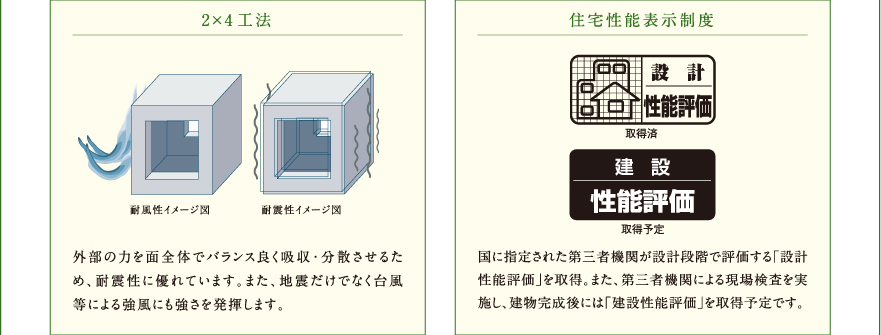 2×4工法
耐風性イメージ図
耐震性イメージ図
外部の力を面全体でバランス良く吸収・分散させるた
め、耐震性に優れています。また、地震だけでなく台風
等による強風にも強さを発揮します。
住宅性能表示制度
設計
性能評価
取得済
建設
性能評価
取得予定
国に指定された第三者機関が設計段階で評価する「設計
性能評価」を取得。また、第三者機関による現場検査を実
施し、建物完成後には「建設性能評価」を取得予定です。